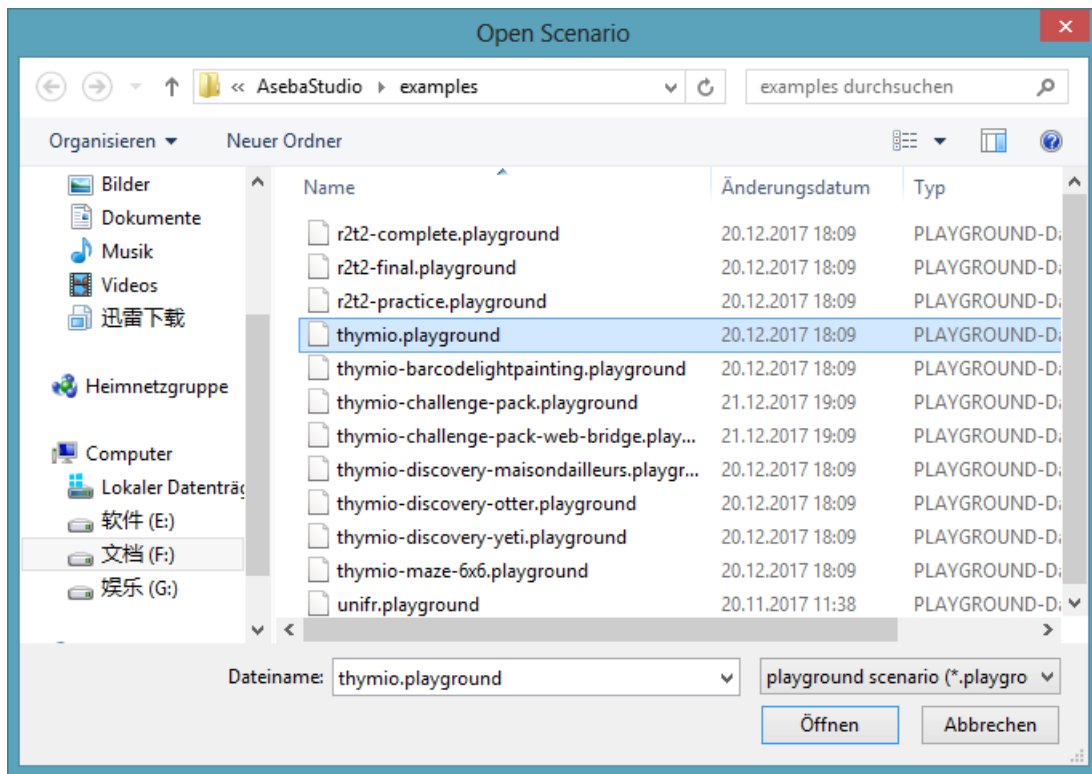 Open Scenario
« AsebaStudio examples
examples durchsuchen
Organisieren Neuer Ordner
Bilder
Dokumente
Musik
Videos
迅雷下载
Heimnetzgruppe
Computer
Lokaler Datenträg
软件 (E:)
文档 (F:)
娱乐 (G:)
Name Änderungsdatum Typ
r2t2-complete.playground 20.12.2017 18:09 PLAYGROUND-Da
r2t2-final.playground 20.12.2017 18:09 PLAYGROUND-Da
r2t2-practice.playground 20.12.2017 18:09 PLAYGROUND-Da
thymio.playground 20.12.2017 18:09 PLAYGROUND-Da
thymio-barcodelightpainting.playground 20.12.2017 18:09 PLAYGROUND-Da
thymio-challenge-pack.playground 21.12.2017 19:09 PLAYGROUND-Da
thymio-challenge-pack-web-bridge.play... 21.12.2017 19:09 PLAYGROUND-Da
thymio-discovery-maisondailleurs.playgr... 20.12.2017 18:09 PLAYGROUND-Da
thymio-discovery-otter.playground 20.12.2017 18:09 PLAYGROUND-Da
thymio-discovery-yeti.playground 20.12.2017 18:09 PLAYGROUND-Da
thymio-maze-6x6.playground 20.12.2017 18:09 PLAYGROUND-Da
unifr.playground 20.11.2017 11:38 PLAYGROUND-Da
Dateiname: thymio.playground playground scenario (*.playgro
Öffnen Abbrechen